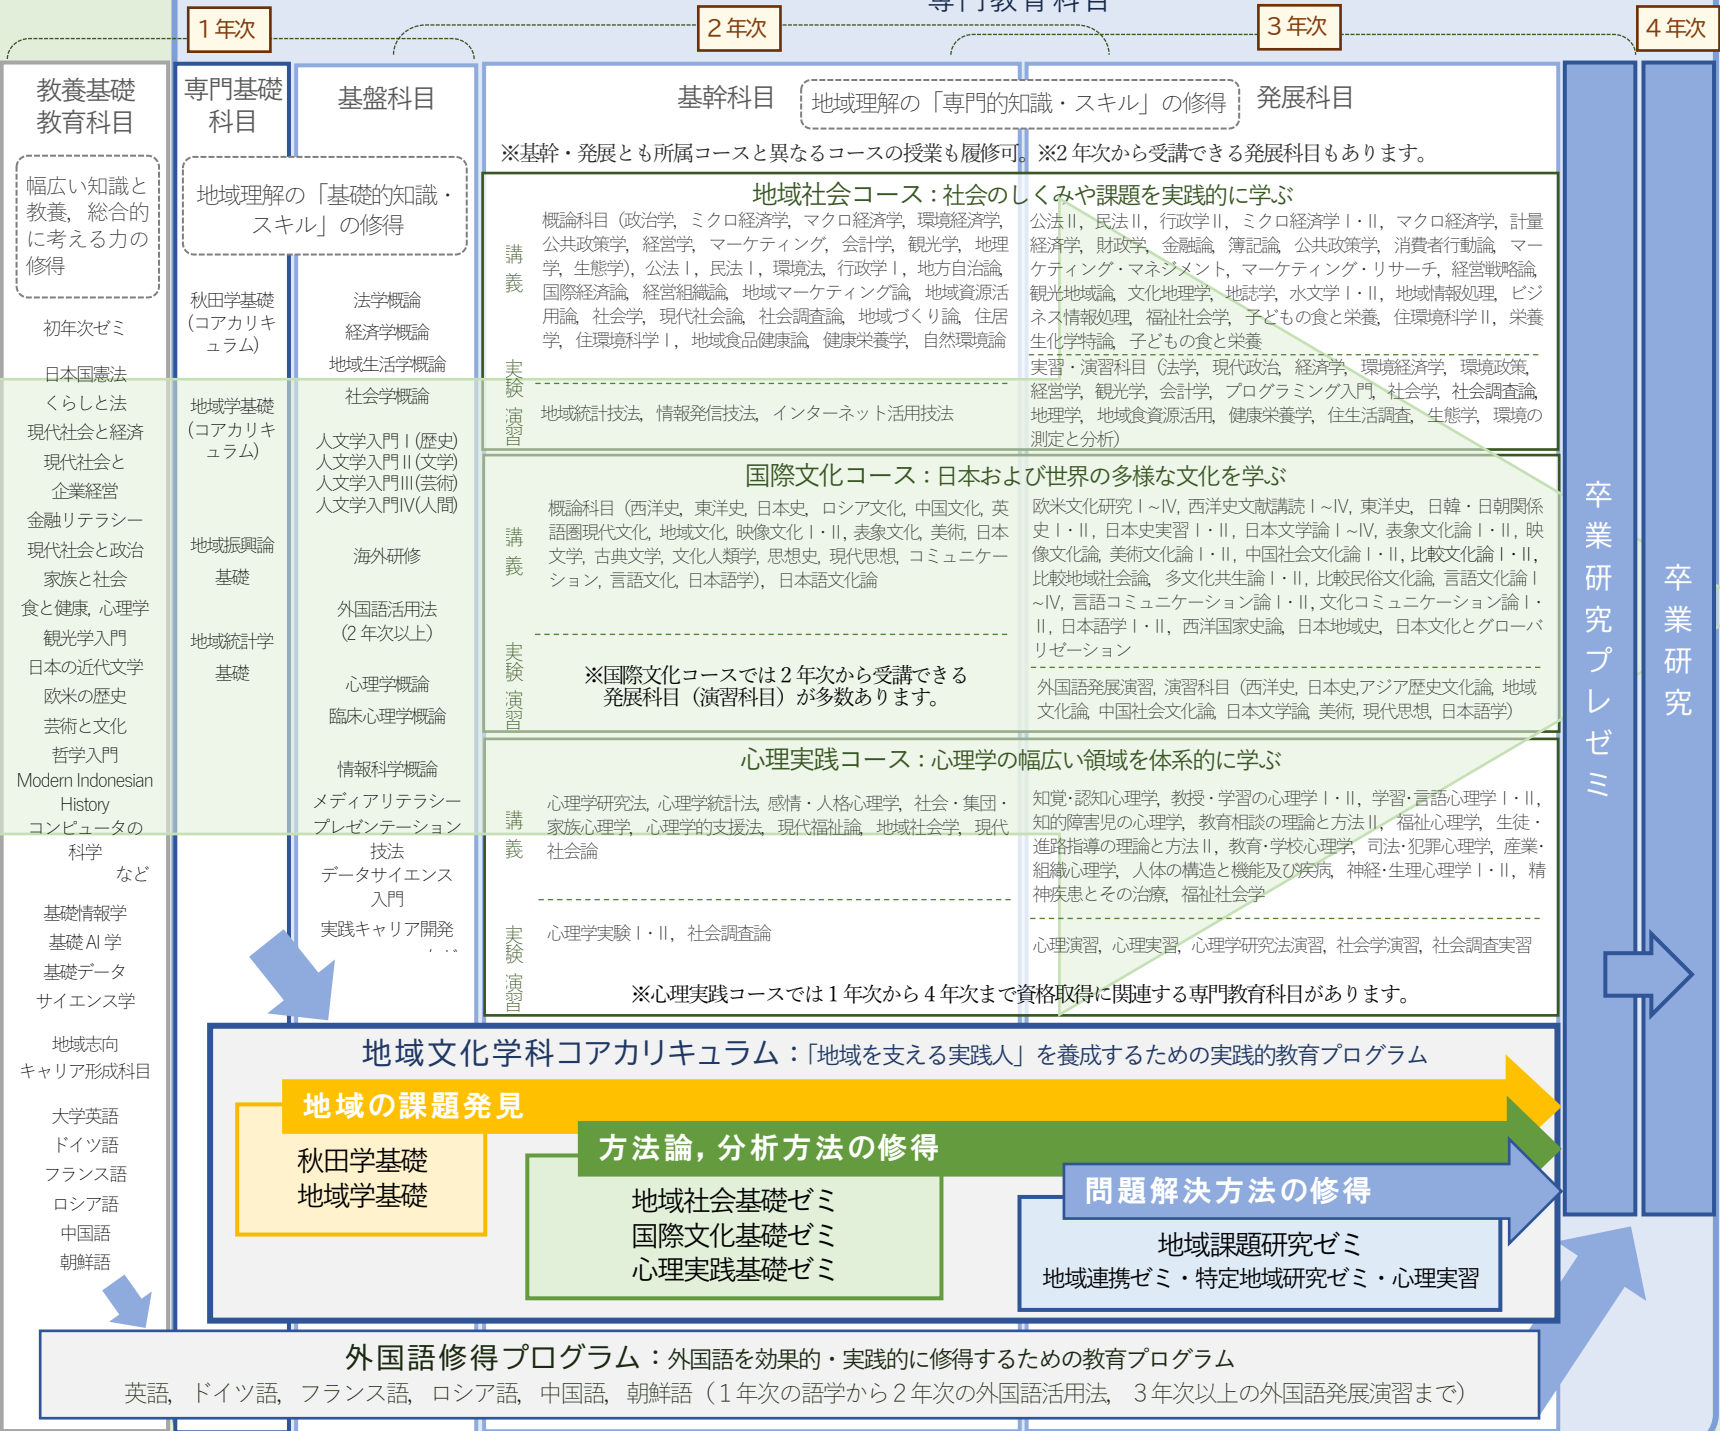 専門教育科目
1年次
2年次
3年次
4年次
教養基礎
教育科目
幅広い知識と
教養，総合的
に考える力の
修得
初年次ゼミ
日本国憲法
くらしと法
現代社会と経済
現代社会と
企業経営
金融リテラシー
現代社会と政治
家族と社会
食と健康，心理学
観光学入門
日本の近代文学
欧米の歴史
芸術と文化
哲学入門
Modern Indonesian
History
コンピュータの
科学
など
基礎情報学
基礎AI学
基礎データ
サイエンス学
地域志向
キャリア形成科目
大学英語
ドイツ語
フランス語
ロシア語
中国語
朝鮮語
専門基礎
科目
基盤科目
地域理解の「基礎的知識・
スキル」の修得
秋田学基礎
(コアカリキ
ュラム)
地域学基礎
(コアカリキ
ュラム)
地域振興論
基礎
地域統計学
基礎
法学概論
経済学概論
地域生活学概論
社会学概論
人文学入門Ⅰ(歴史)
人文学入門Ⅱ(文学)
人文学入門Ⅲ(芸術)
人文学入門Ⅳ(人間)
海外研修
外国語活用法
(2年次以上)
心理学概論
臨床心理学概論
情報科学概論
メディアリテラシー
プレゼンテーション
技法
データサイエンス
入門
実践キャリア開発
基幹科目
地域理解の「専門的知識・スキル」の修得
発展科目
※基幹・発展とも所属コースと異なるコースの授業も履修可。※2年次から受講できる発展科目もあります。
地域社会コース：社会のしくみや課題を実践的に学ぶ
講義
概論科目（政治学，ミクロ経済学，マクロ経済学，環境経済学，
公共政策学，経営学，マーケティング，会計学，観光学，地理
学，生態学），公法Ⅰ，民法Ⅰ，環境法，行政学Ⅰ，地方自治論，
国際経済論，経営組織論，地域マーケティング論，地域資源活
用論，社会学，現代社会論，社会調査論，地域づくり論，住居
学，住環境科学Ⅰ，地域食品健康論，健康栄養学，自然環境論
実験 演習
地域統計技法，情報発信技法，インターネット活用技法
公法Ⅱ，民法Ⅱ，行政学Ⅱ，ミクロ経済学Ⅰ・Ⅱ，マクロ経済学，計量
経済学，財政学，金融論，簿記論，公共政策学，消費者行動論，マー
ケティング・マネジメント，マーケティング・リサーチ，経営戦略論，
観光地域論，文化地理学，地誌学，水文学Ⅰ・Ⅱ，地域情報処理，ビジ
ネス情報処理，福祉社会学，子どもの食と栄養，住環境科学Ⅱ，栄養
生化学特論，子どもの食と栄養
実習・演習科目（法学，現代政治，経済学，環境経済学，環境政策，
経営学，観光学，会計学，プログラミング入門，社会学，社会調査論，
地理学，地域食資源活用，健康栄養学，住生活調査，生態学，環境の
測定と分析）
国際文化コース：日本および世界の多様な文化を学ぶ
講義
概論科目（西洋史，東洋史，日本史，ロシア文化，中国文化，英
語圏現代文化，地域文化，映像文化Ⅰ・Ⅱ，表象文化，美術，日本
文学，古典文学，文化人類学，思想史，現代思想，コミュニケー
ション，言語文化，日本語学），日本語文化論
実験 演習
※国際文化コースでは2年次から受講できる
発展科目（演習科目）が多数あります。
欧米文化研究Ⅰ~Ⅳ，西洋史文献講読Ⅰ~Ⅳ，東洋史，日韓・日朝関係
史Ⅰ・Ⅱ，日本史実習Ⅰ・Ⅱ，日本文学論Ⅰ~Ⅳ，表象文化論Ⅰ・Ⅱ，映
像文化論，美術文化論Ⅰ・Ⅱ，中国社会文化論Ⅰ・Ⅱ，比較文化論Ⅰ・Ⅱ，
比較地域社会論，多文化共生論Ⅰ・Ⅱ，比較民俗文化論，言語文化論Ⅰ
~Ⅳ，言語コミュニケーション論Ⅰ・Ⅱ，文化コミュニケーション論Ⅰ・
Ⅱ，日本語学Ⅰ・Ⅱ，西洋国家史論，日本地域史，日本文化とグローバ
リゼーション
外国語発展演習，演習科目（西洋史，日本史，アジア歴史文化論，地域
文化論，中国社会文化論，日本文学論，美術，現代思想，日本語学）
心理実践コース：心理学の幅広い領域を体系的に学ぶ
講義
心理学研究法，心理学統計法，感情・人格心理学，社会・集団・
家族心理学，心理学的支援法，現代福祉論，地域社会学，現代
社会論
実験 演習
心理学実験Ⅰ・Ⅱ，社会調査論
知覚・認知心理学，教授・学習の心理学Ⅰ・Ⅱ，学習・言語心理学Ⅰ・Ⅱ，
知的障害児の心理学，教育相談の理論と方法Ⅱ，福祉心理学，生徒・
進路指導の理論と方法Ⅱ，教育・学校心理学，司法・犯罪心理学，産業・
組織心理学，人体の構造と機能及び疾病，神経・生理心理学Ⅰ・Ⅱ，精
神疾患とその治療，福祉社会学
心理演習，心理実習，心理学研究法演習，社会学演習，社会調査実習
※心理実践コースでは1年次から4年次まで資格取得に関連する専門教育科目があります。
卒業研究プレゼミ
卒業研究
地域文化学科コアカリキュラム：「地域を支える実践人」を養成するための実践的教育プログラム
地域の課題発見
秋田学基礎
地域学基礎
方法論，分析方法の修得
地域社会基礎ゼミ
国際文化基礎ゼミ
心理実践基礎ゼミ
問題解決方法の修得
地域課題研究ゼミ
地域連携ゼミ・特定地域研究ゼミ・心理実習
外国語修得プログラム：外国語を効果的・実践的に修得するための教育プログラム
英語，ドイツ語，フランス語，ロシア語，中国語，朝鮮語（1年次の語学から2年次の外国語活用法，3年次以上の外国語発展演習まで）